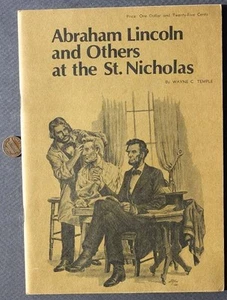 Price: One Dollar and Twenty-Five Cents
Abraham Lincoln
and Others
at the St. Nicholas
By WAYNE C. TEMPLE